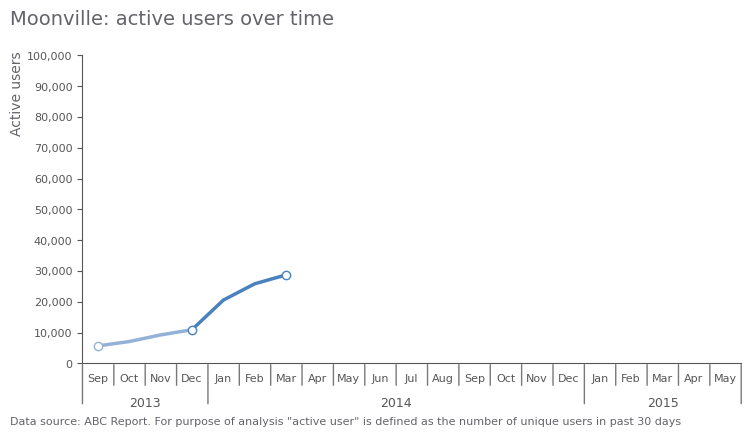 Moonville: active users over time
Active users
100,000
90,000
80,000
70,000
60,000
50,000
40,000
30,000
20,000
10,000
0
Sep Oct Nov Dec Jan Feb Mar Apr May Jun Jul Aug Sep Oct Nov Dec Jan Feb Mar Apr May
2013 2014 2015
Data source: ABC Report. For purpose of analysis "active user" is defined as the number of unique users in past 30 days